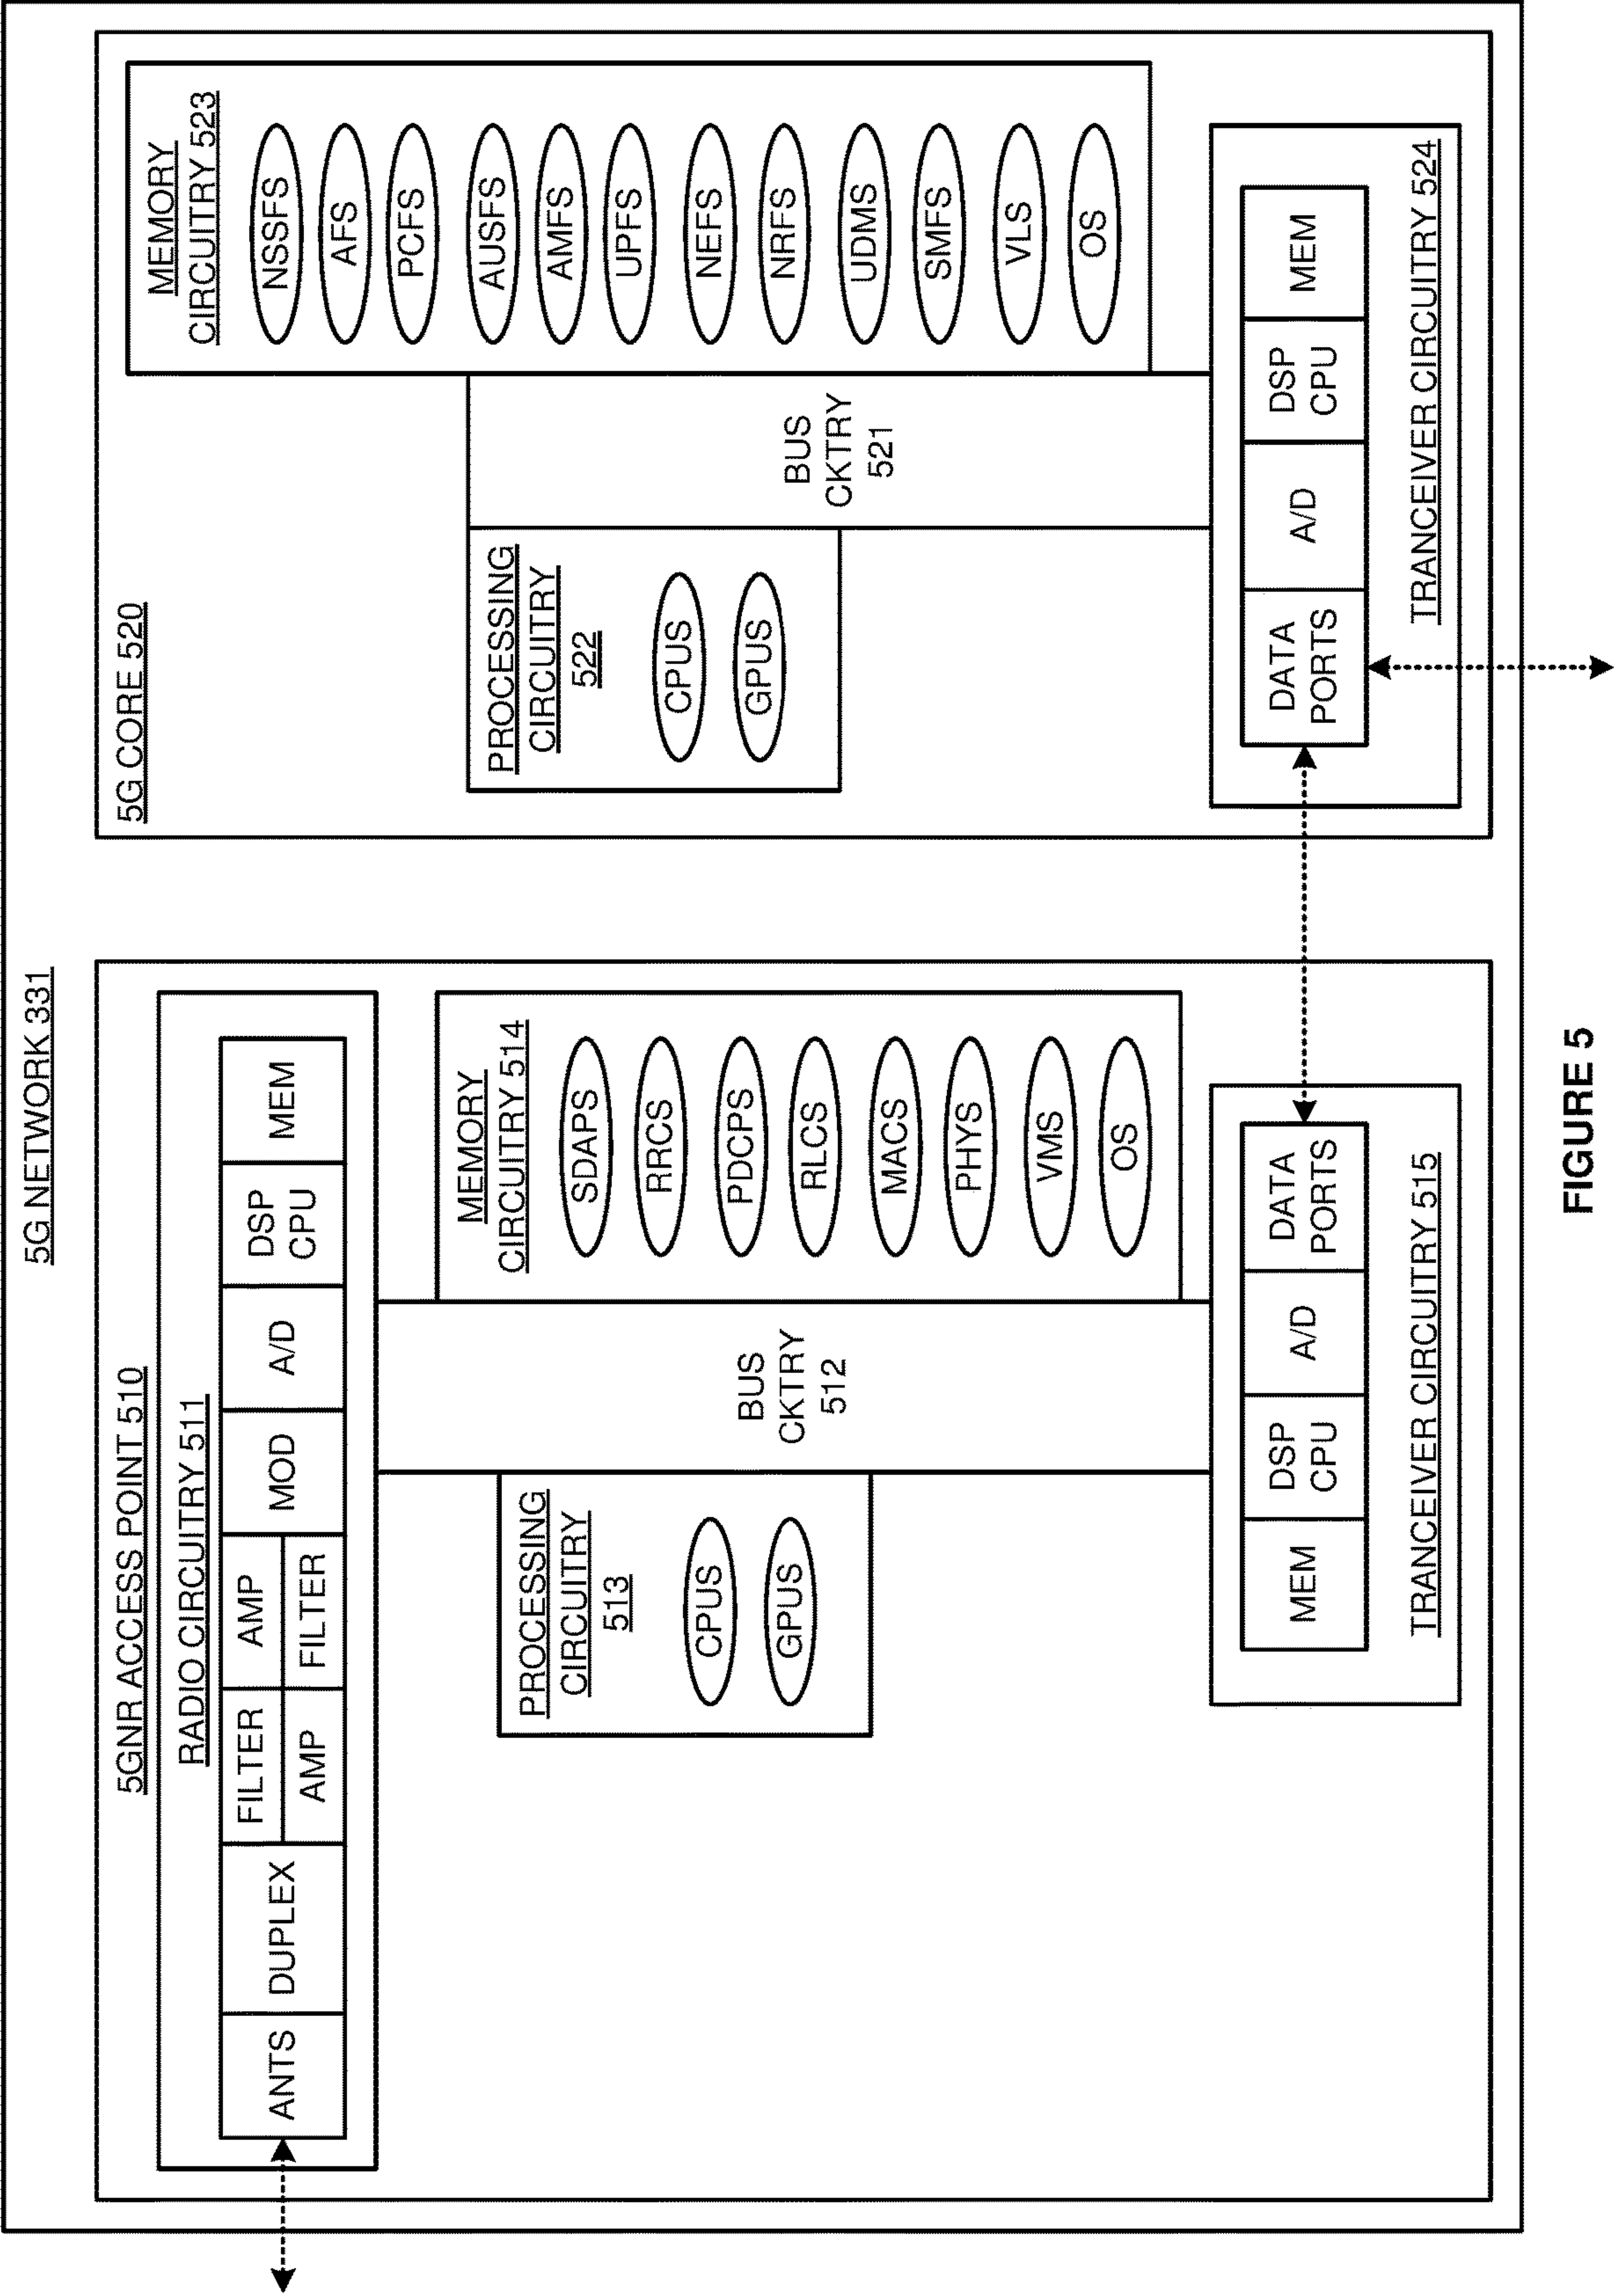 5G NETWORK 331
5GNR ACCESS POINT 510
RADIO CIRCUITRY 511
ANTS
DUPLEX
FILTER
AMP
AMP
FILTER
MOD
A/D
DSP
CPU
MEM
PROCESSING
CIRCUITRY
513
CPUS
GPUS
BUS
CKTRY
512
MEMORY
CIRCUITRY 514
SDAPS
RRCS
PDCPS
RLCS
MACS
PHYS
VMS
OS
MEM
DSP
CPU
A/D
DATA
PORTS
TRANCEIVER CIRCUITRY 515
5G CORE 520
PROCESSING
CIRCUITRY
522
CPUS
GPUS
BUS
CKTRY
521
MEMORY
CIRCUITRY 523
NSSFS
AFS
PCFS
AUSFS
AMFS
UPFS
NEFS
NRFS
UDMS
SMFS
VLS
OS
DATA
PORTS
A/D
DSP
CPU
MEM
TRANCEIVER CIRCUITRY 524
FIGURE 5